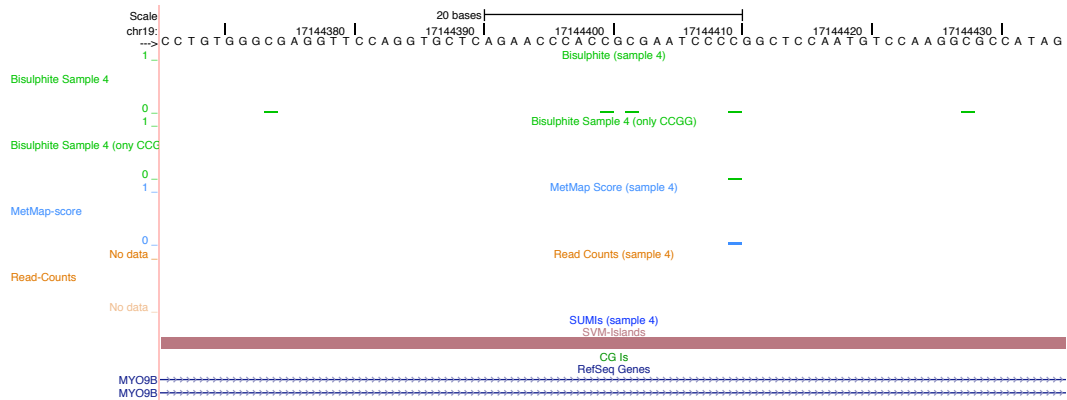 Scale 20 bases
chr19: 17144380 17144390 17144400 17144410 17144420 17144430
---> C C T G T G G G C G A G G T T C C A G G T G C T C A G A A C C C A C C G C G A A T C C C C G G C T C C A A T G T C C A A G G C G C C A T A G
1 _ Bisulphite (sample 4)
Bisulphite Sample 4
0 _
1 _ Bisulphite Sample 4 (only CCGG)
Bisulphite Sample 4 (ony CCG
0 _
1 _ MetMap Score (sample 4)
MetMap-score
0 _
No data _ Read Counts (sample 4)
Read-Counts
No data _
SUMIs (sample 4)
SVM-Islands
CG Is
RefSeq Genes
MYO9B
MYO9B